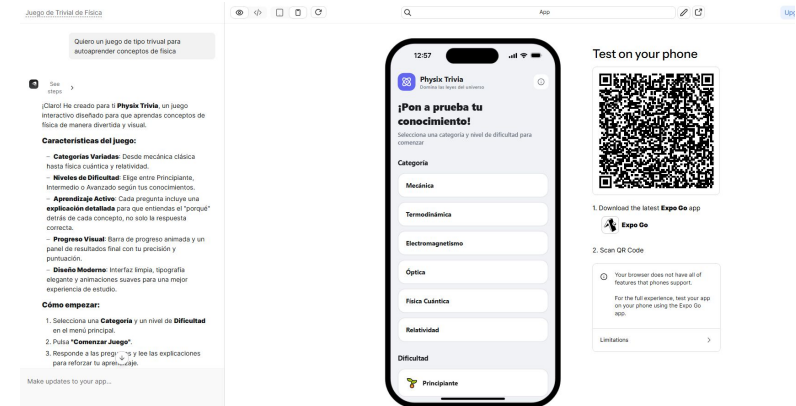 Juego de Trivial de Física
App
Upg
Quiero un juego de tipo trivual para
autoaprender conceptos de física
See
steps
¡Claro! He creado para ti Physix Trivia, un juego
interactivo diseñado para que aprendas conceptos de
física de manera divertida y visual.
Características del juego:
– Categorías Variadas: Desde mecánica clásica
hasta física cuántica y relatividad.
– Niveles de Dificultad: Elige entre Principiante,
Intermedio o Avanzado según tus conocimientos.
– Aprendizaje Activo: Cada pregunta incluye una
explicación detallada para que entiendas el "porqué"
detrás de cada concepto, no solo la respuesta
correcta.
– Progreso Visual: Barra de progreso animada y un
panel de resultados final con tu precisión y
puntuación.
– Diseño Moderno: Interfaz limpia, tipografía
elegante y animaciones suaves para una mejor
experiencia de estudio.
Cómo empezar:
1. Selecciona una Categoría y un nivel de Dificultad
en el menú principal.
2. Pulsa "Comenzar Juego".
3. Responde a las preguntas y lee las explicaciones
para reforzar tu aprendizaje.
Make updates to your app...
12:57
Physix Trivia
Domina las leyes del universo
¡Pon a prueba tu
conocimiento!
Selecciona una categoría y nivel de dificultad para
comenzar
Categoría
Mecánica
Termodinámica
Electromagnetismo
Óptica
Física Cuántica
Relatividad
Dificultad
Principiante
Test on your phone
1. Download the latest Expo Go app
Expo Go
2. Scan QR Code
Your browser does not have all of
features that phones support.
For the full experience, test your app
on your phone using the Expo Go
app.
Limitations